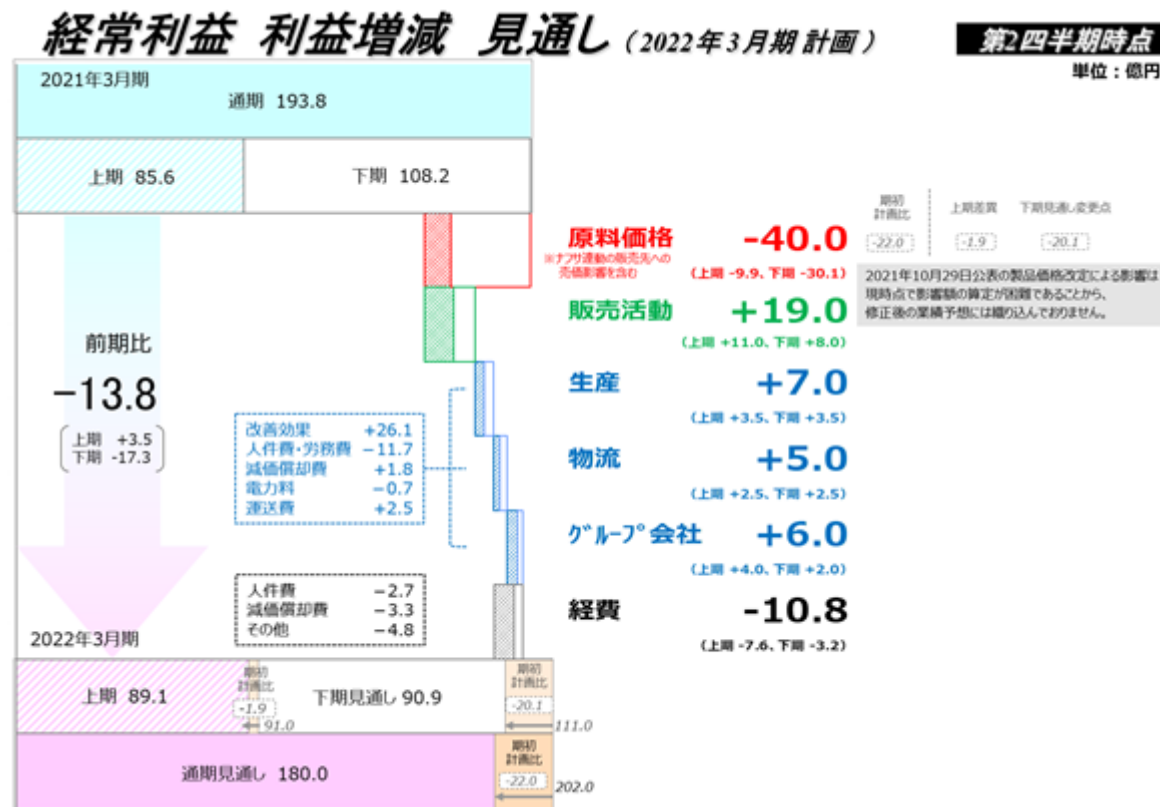 経常利益 利益増減 見通し（2022年3月期 計画）
第2四半期時点
単位：億円
2021年3月期
通期 193.8
上期 85.6
下期 108.2
期初
計画比
上期差異
下期見通し変更点
-22.0
-1.9
-20.1
原料価格 -40.0
※ナフサ連動の販売先への
売価影響を含む
（上期 -9.9、下期 -30.1）
2021年10月29日公表の製品価格改定による影響は
現時点で影響額の算定が困難であることから、
修正後の業績予想には織り込んでおりません。
販売活動 +19.0
（上期 +11.0、下期 +8.0）
前期比
-13.8
上期 +3.5
下期 -17.3
生産 +7.0
（上期 +3.5、下期 +3.5）
改善効果 +26.1
人件費・労務費 -11.7
減価償却費 +1.8
電力料 -0.7
運送費 +2.5
物流 +5.0
（上期 +2.5、下期 +2.5）
グループ会社 +6.0
（上期 +4.0、下期 +2.0）
人件費 -2.7
減価償却費 -3.3
その他 -4.8
経費 -10.8
（上期 -7.6、下期 -3.2）
2022年3月期
上期 89.1
期初
計画比
-1.9
91.0
下期見通し 90.9
期初
計画比
-20.1
111.0
通期見通し 180.0
期初
計画比
-22.0
202.0